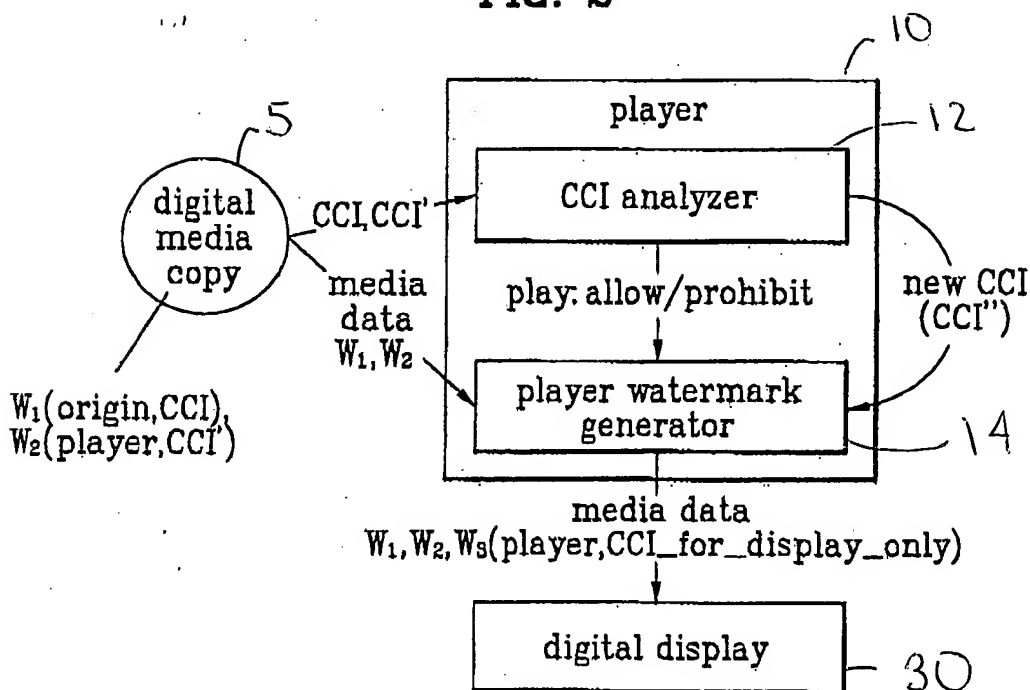 10
player
5
12
digital
media
copy
CCI,CCI'
CCI analyzer
media
data
W₁,W₂
play: allow/prohibit
new CCI
(CCI'')
W₁(origin,CCI),
W₂(player,CCI')
player watermark
generator
14
media data
W₁,W₂,W₃(player,CCI_for_display_only)
digital display
30